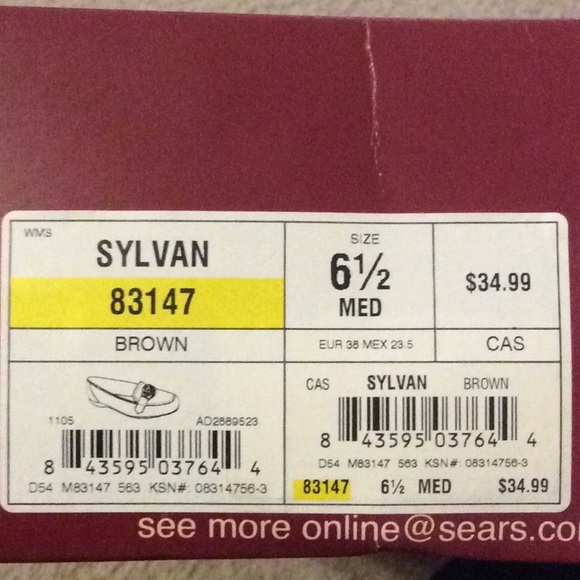 WMS
SYLVAN
83147
BROWN
SIZE
6½
MED
$34.99
EUR 38 MEX 23.5
CAS
1105
AD2889523
8 43595 03764 4
D54 M83147 563 KSN#: 08314756-3
CAS SYLVAN BROWN
8 43595 03764 4
D54 M83147 563 KSN#: 08314756-3
83147 6½ MED $34.99
see more online@sears.co